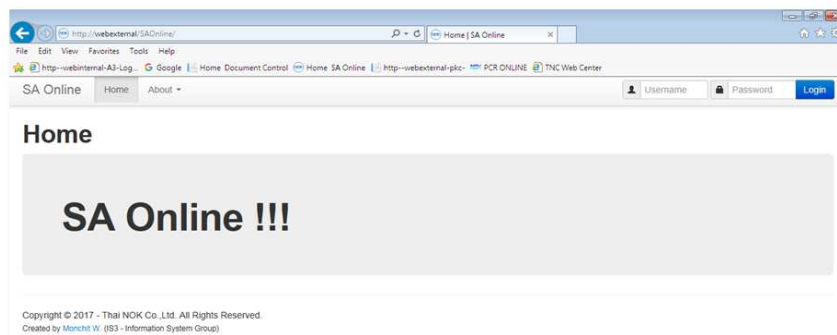 http://webexternal/SAOnline/
Home | SA Online
File Edit View Favorites Tools Help
http--webinternal-A3-Log... Google Home Document Control Home SA Online http--webexternal-pkc- PCR ONLINE TNC Web Center
SA Online Home About Username Password Login
Home
SA Online !!!
Copyright © 2017 - Thai NOK Co.,Ltd. All Rights Reserved.
Created by Monchit W. (IS3 - Information System Group)